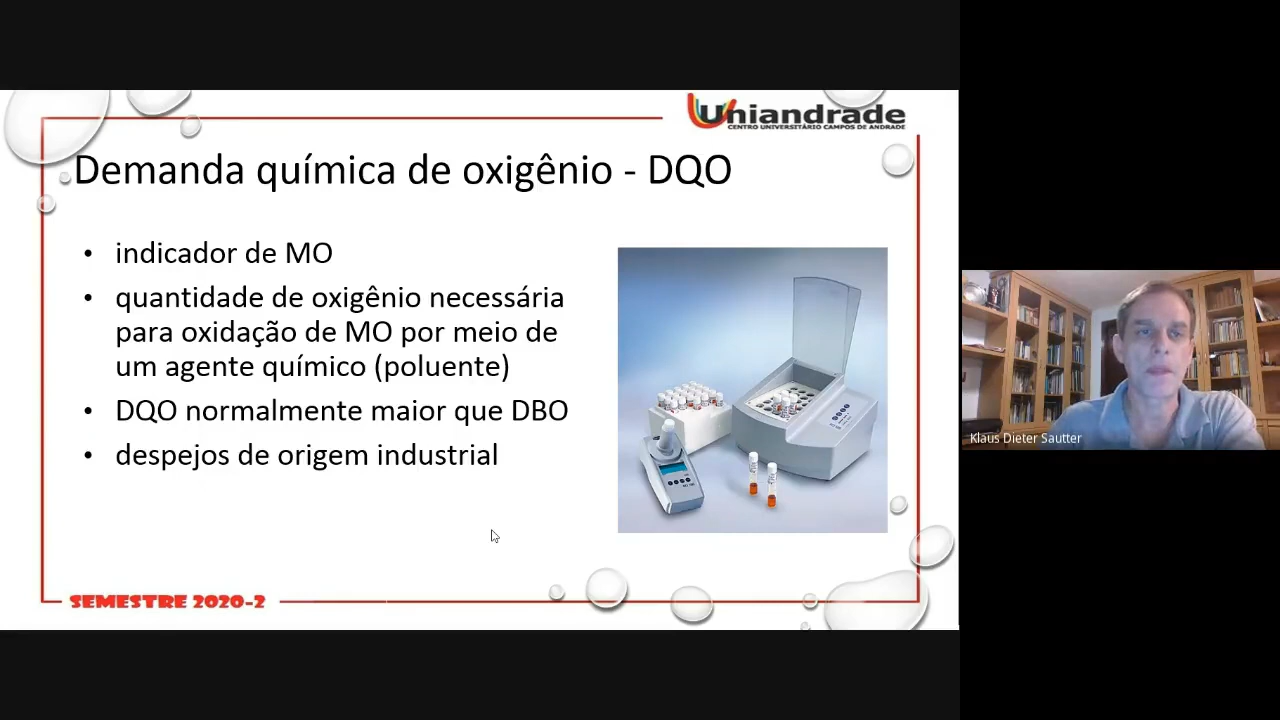 Uniandrade
CENTRO UNIVERSITÁRIO CAMPOS DE ANDRADE
Demanda química de oxigênio - DQO
• indicador de MO
• quantidade de oxigênio necessária
para oxidação de MO por meio de
um agente químico (poluente)
• DQO normalmente maior que DBO
• despejos de origem industrial
Klaus Dieter Sautter
SEMESTRE 2020-2